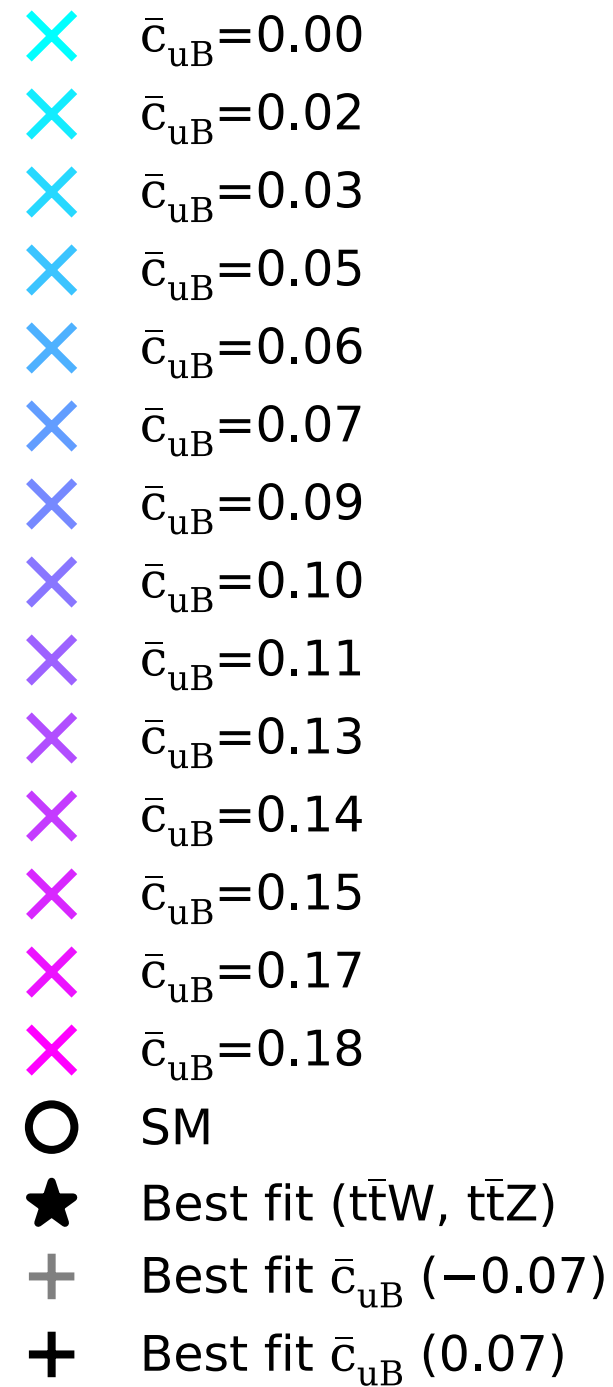 c̄uB=0.00
c̄uB=0.02
c̄uB=0.03
c̄uB=0.05
c̄uB=0.06
c̄uB=0.07
c̄uB=0.09
c̄uB=0.10
c̄uB=0.11
c̄uB=0.13
c̄uB=0.14
c̄uB=0.15
c̄uB=0.17
c̄uB=0.18
SM
Best fit (tt̄W, tt̄Z)
Best fit c̄uB (−0.07)
Best fit c̄uB (0.07)